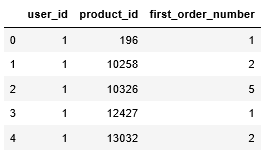 user_id product_id first_order_number
0 1 196 1
1 1 10258 2
2 1 10326 5
3 1 12427 1
4 1 13032 2